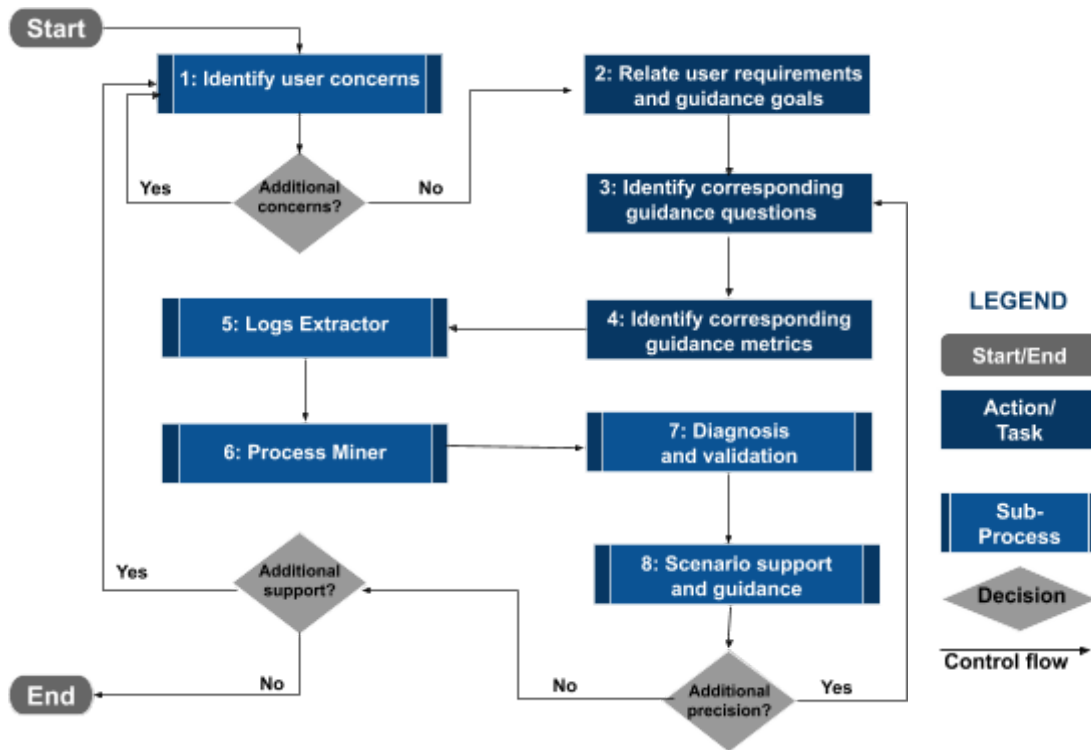 Start
1: Identify user concerns
2: Relate user requirements
and guidance goals
Yes
Additional
concerns?
No
3: Identify corresponding
guidance questions
5: Logs Extractor
4: Identify corresponding
guidance metrics
6: Process Miner
7: Diagnosis
and validation
Yes
Additional
support?
8: Scenario support
and guidance
End
No
No
Additional
precision?
Yes
LEGEND
Start/End
Action/
Task
Sub-
Process
Decision
Control flow